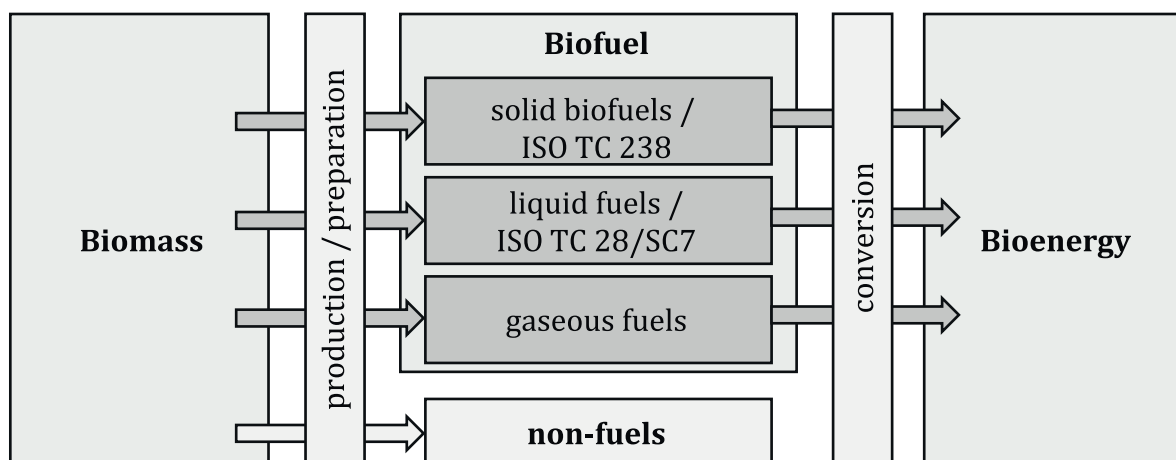 Biomass
production / preparation
Biofuel
solid biofuels /
ISO TC 238
liquid fuels /
ISO TC 28/SC7
gaseous fuels
non-fuels
conversion
Bioenergy